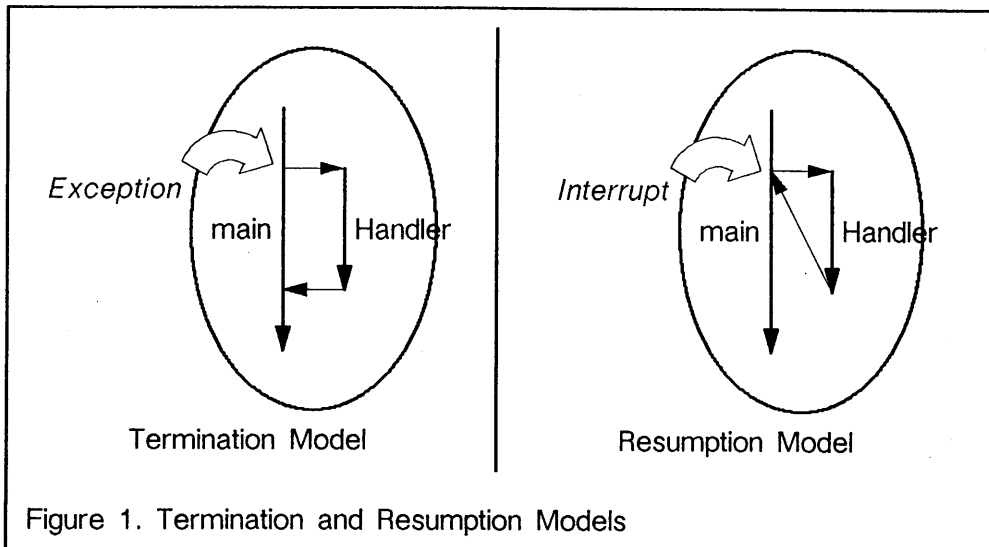 Exception
main
Handler
Termination Model
Interrupt
main
Handler
Resumption Model
Figure 1. Termination and Resumption Models